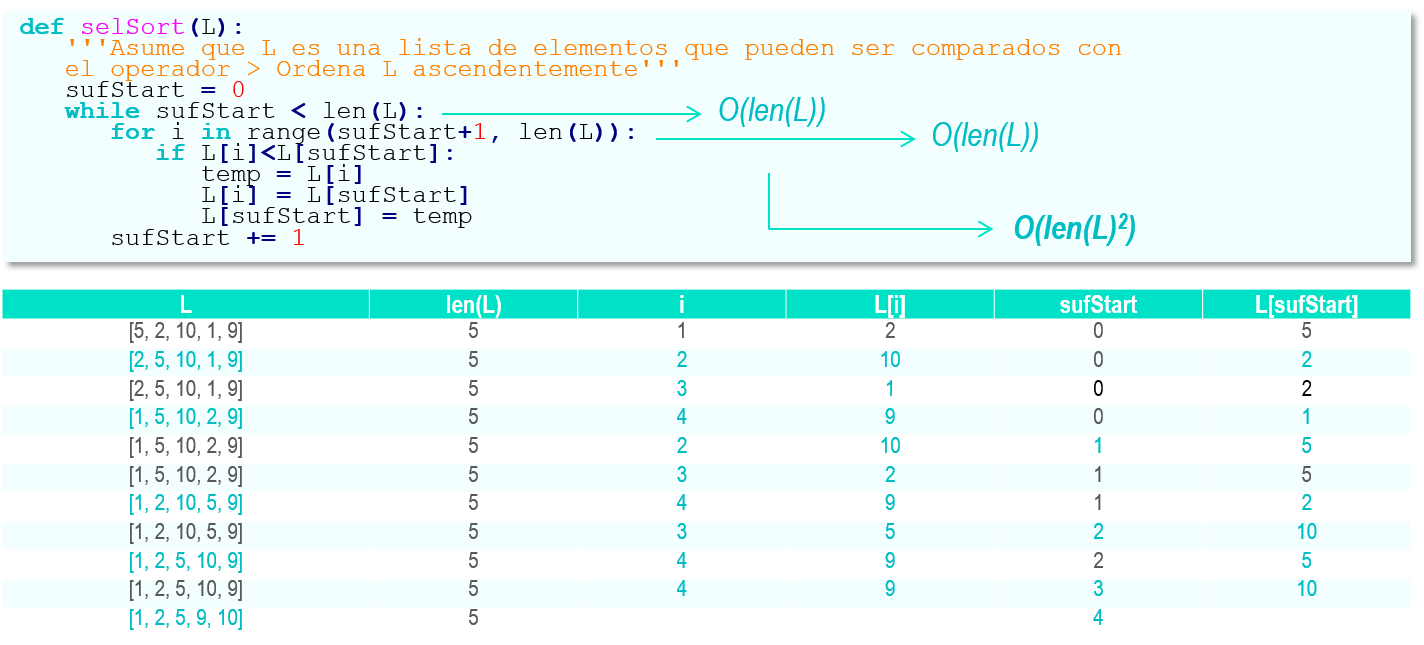 def selSort(L):
'''Asume que L es una lista de elementos que pueden ser comparados con
el operador > Ordena L ascendentemente'''
sufStart = 0
while sufStart < len(L):
O(len(L))
for i in range(sufStart+1, len(L)):
O(len(L))
if L[i]<L[sufStart]:
temp = L[i]
L[i] = L[sufStart]
L[sufStart] = temp
O(len(L)²)
sufStart += 1
L len(L) i L[i] sufStart L[sufStart]
[5, 2, 10, 1, 9] 5 1 2 0 5
[2, 5, 10, 1, 9] 5 2 10 0 2
[2, 5, 10, 1, 9] 5 3 1 0 2
[1, 5, 10, 2, 9] 5 4 9 0 1
[1, 5, 10, 2, 9] 5 2 10 1 5
[1, 5, 10, 2, 9] 5 3 2 1 5
[1, 2, 10, 5, 9] 5 4 9 1 2
[1, 2, 10, 5, 9] 5 3 5 2 10
[1, 2, 5, 10, 9] 5 4 9 2 5
[1, 2, 5, 10, 9] 5 4 9 3 10
[1, 2, 5, 9, 10] 5 4